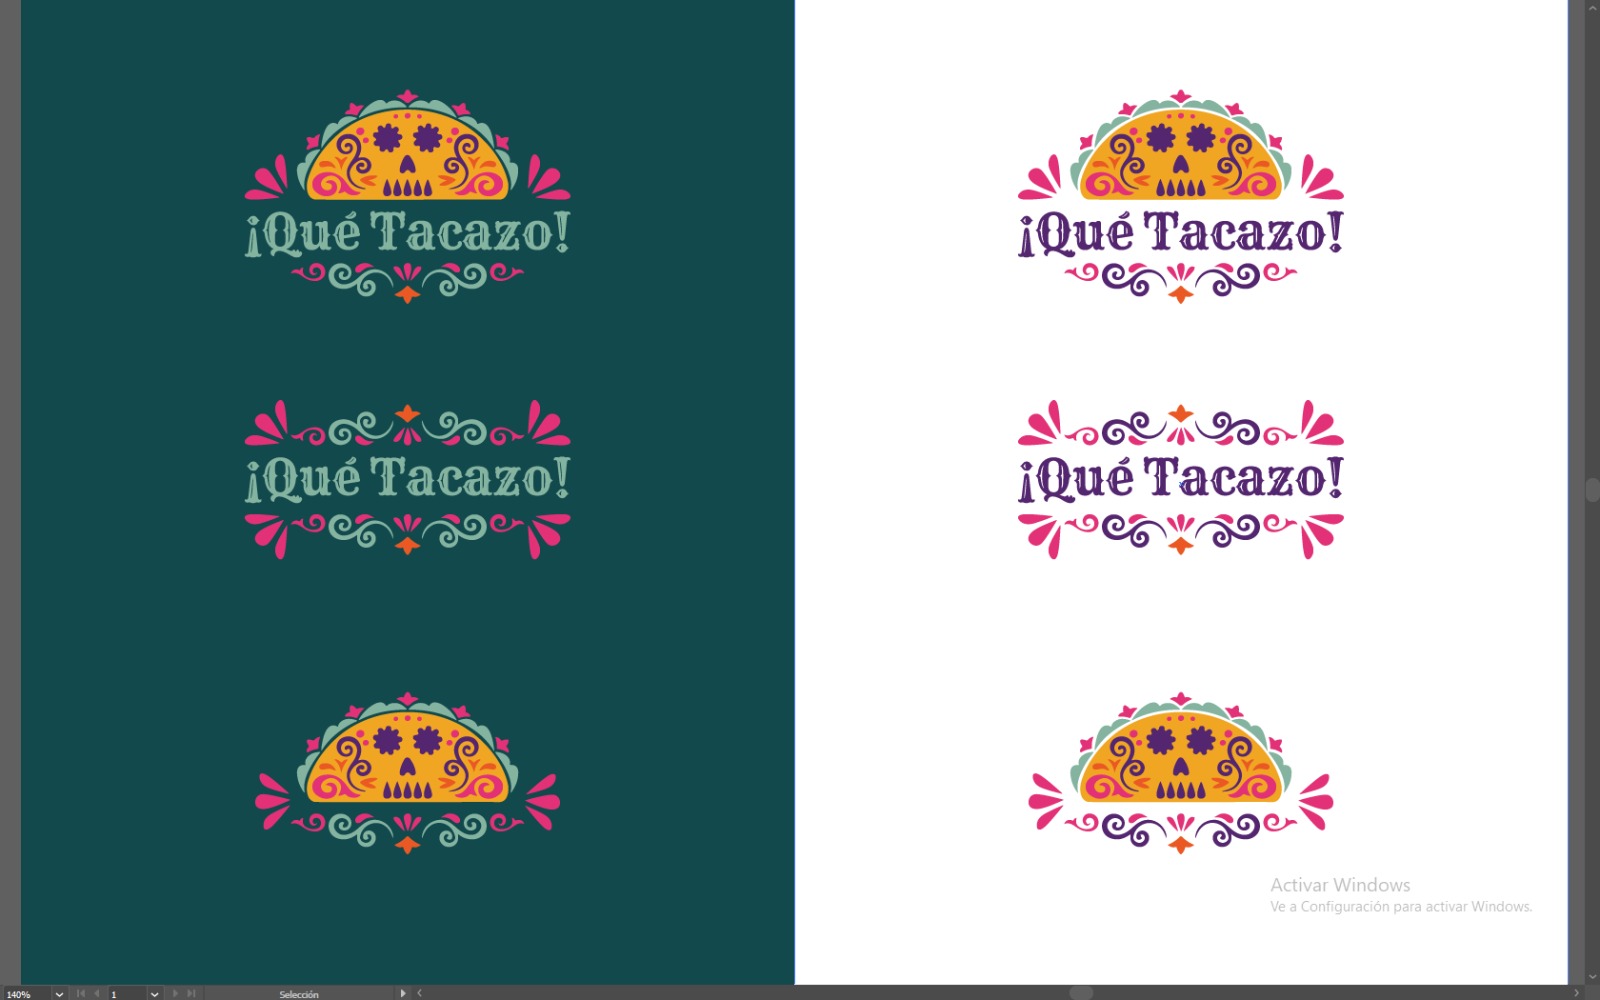 ¡Qué Tacazo!
¡Qué Tacazo!
¡Qué Tacazo!
¡Qué Tacazo!
Activar Windows
Ve a Configuración para activar Windows.
140%
1
Selección